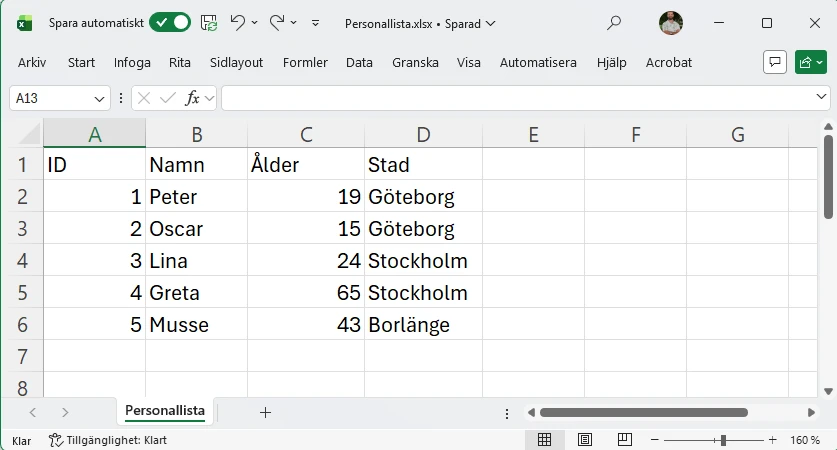 Spara automatiskt Personallista.xlsx • Sparad
Arkiv Start Infoga Rita Sidlayout Formler Data Granska Visa Automatisera Hjälp Acrobat
A13 fx
A B C D E F G
1 ID Namn Ålder Stad
2 1 Peter 19 Göteborg
3 2 Oscar 15 Göteborg
4 3 Lina 24 Stockholm
5 4 Greta 65 Stockholm
6 5 Musse 43 Borlänge
7
8
Personallista
Klar Tillgänglighet: Klart 160 %